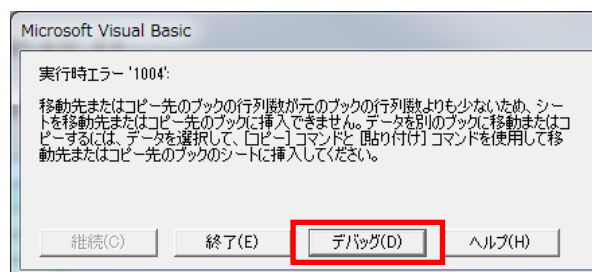 Microsoft Visual Basic
実行時エラー '1004':
移動先またはコピー先のブックの行列数が元のブックの行列数よりも少ないため、シー
トを移動先またはコピー先のブックに挿入できません。データを別のブックに移動またはコ
ピーするには、データを選択して、[コピー] コマンドと [貼り付け] コマンドを使用して移
動先またはコピー先のブックのシートに挿入してください。
継続(C) 終了(E) デバッグ(D) ヘルプ(H)